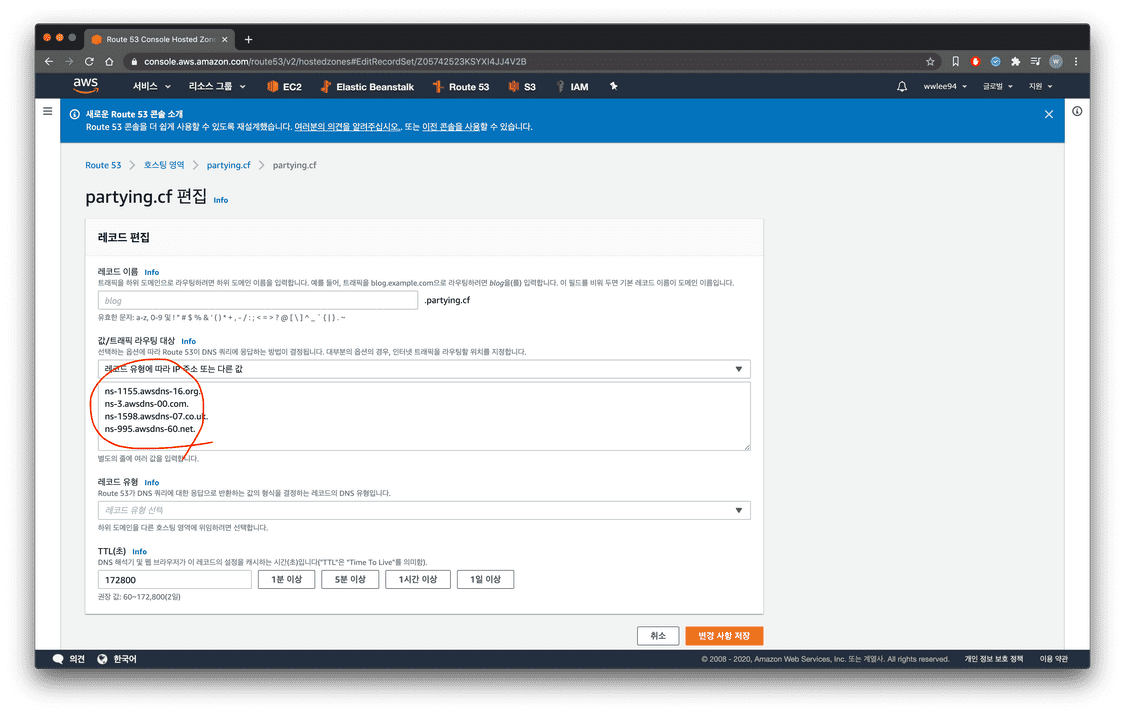 Route 53 Console Hosted Zone
console.aws.amazon.com/route53/v2/hostedzones#EditRecordSet/Z05742523KSYXI4JJ4V2B
W
aws
서비스
리소스 그룹
EC2
Elastic Beanstalk
Route 53
S3
IAM
wwlee94
글로벌
지원
새로운 Route 53 콘솔 소개
Route 53 콘솔을 더 쉽게 사용할 수 있도록 재설계했습니다. 여러분의 의견을 알려주십시오., 또는 이전 콘솔을 사용할 수 있습니다.
Route 53 > 호스팅 영역 > partying.cf > partying.cf
partying.cf 편집 Info
레코드 편집
레코드 이름 Info
트래픽을 하위 도메인으로 라우팅하려면 하위 도메인 이름을 입력합니다. 예를 들어, 트래픽을 blog.example.com으로 라우팅하려면 blog을(를) 입력합니다. 이 필드를 비워 두면 기본 레코드 이름이 도메인 이름입니다.
blog .partying.cf
유효한 문자: a-z, 0-9 및 ! " # $ % & ' ( ) * + , - / : ; < = > ? @ [ \ ] ^ _ ` { | } . ~
값/트래픽 라우팅 대상 Info
선택하는 옵션에 따라 Route 53이 DNS 쿼리에 응답하는 방법이 결정됩니다. 대부분의 옵션의 경우, 인터넷 트래픽을 라우팅할 위치를 지정합니다.
레코드 유형에 따라 IP 주소 또는 다른 값
ns-1155.awsdns-16.org.
ns-3.awsdns-00.com.
ns-1598.awsdns-07.co.uk.
ns-995.awsdns-60.net.
별도의 줄에 여러 값을 입력합니다.
레코드 유형 Info
Route 53가 DNS 쿼리에 대한 응답으로 반환하는 값의 형식을 결정하는 레코드의 DNS 유형입니다.
레코드 유형 선택
하위 도메인을 다른 호스팅 영역에 위임하려면 선택합니다.
TTL(초) Info
DNS 해석기 및 웹 브라우저가 이 레코드의 설정을 캐시하는 시간(초)입니다("TTL"은 "Time To Live"를 의미함).
172800
1분 이상
5분 이상
1시간 이상
1일 이상
권장 값: 60~172,800(2일)
취소
변경 사항 저장
의견
한국어
© 2008 - 2020, Amazon Web Services, Inc. 또는 계열사. All rights reserved.
개인 정보 보호 정책
이용 약관